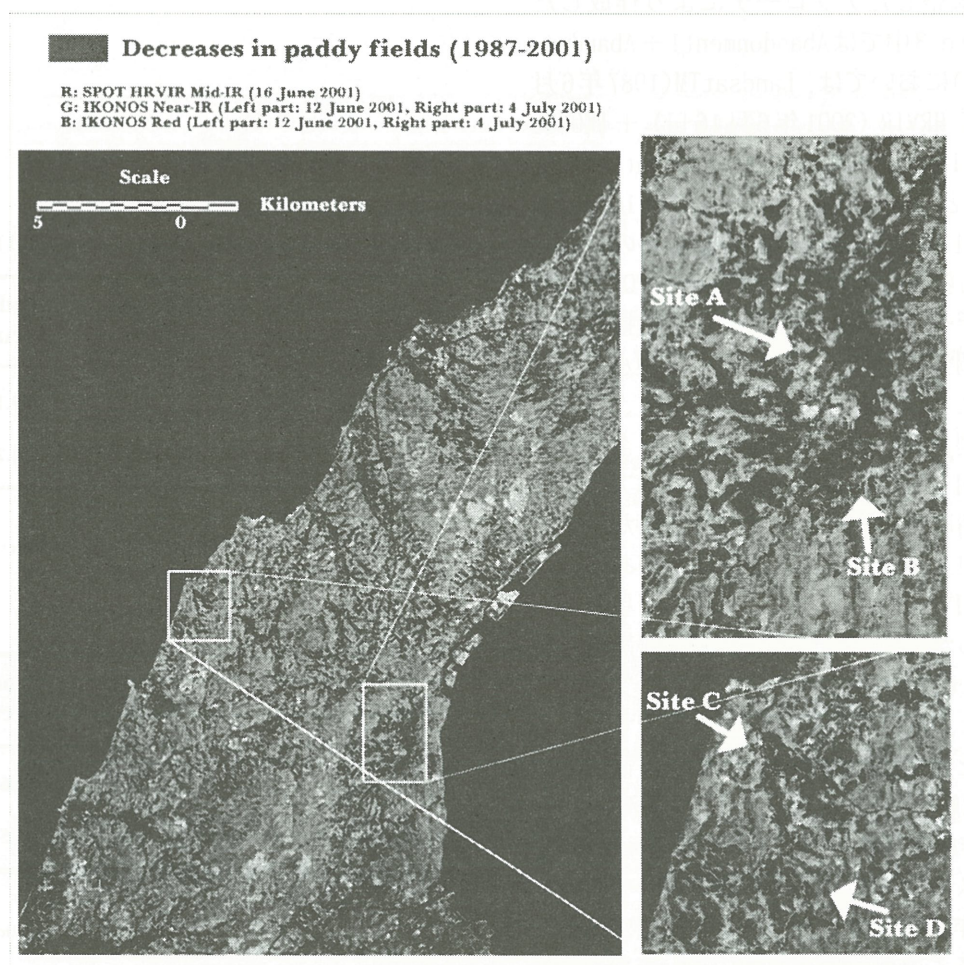 Decreases in paddy fields (1987-2001)
R: SPOT HRVIR Mid-IR (16 June 2001)
G: IKONOS Near-IR (Left part: 12 June 2001, Right part: 4 July 2001)
B: IKONOS Red (Left part: 12 June 2001, Right part: 4 July 2001)
Scale
Kilometers
5 0
Site A
Site B
Site C
Site D